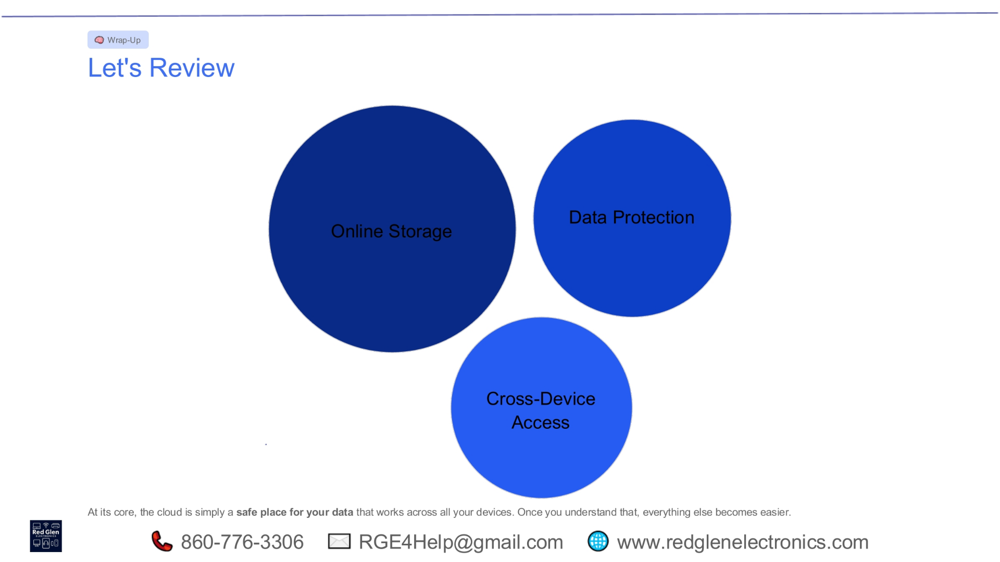 Wrap-Up
Let's Review
Online Storage
Data Protection
Cross-Device
Access
At its core, the cloud is simply a safe place for your data that works across all your devices. Once you understand that, everything else becomes easier.
Red Glen
ELECTRONICS
860-776-3306
RGE4Help@gmail.com
www.redglenelectronics.com